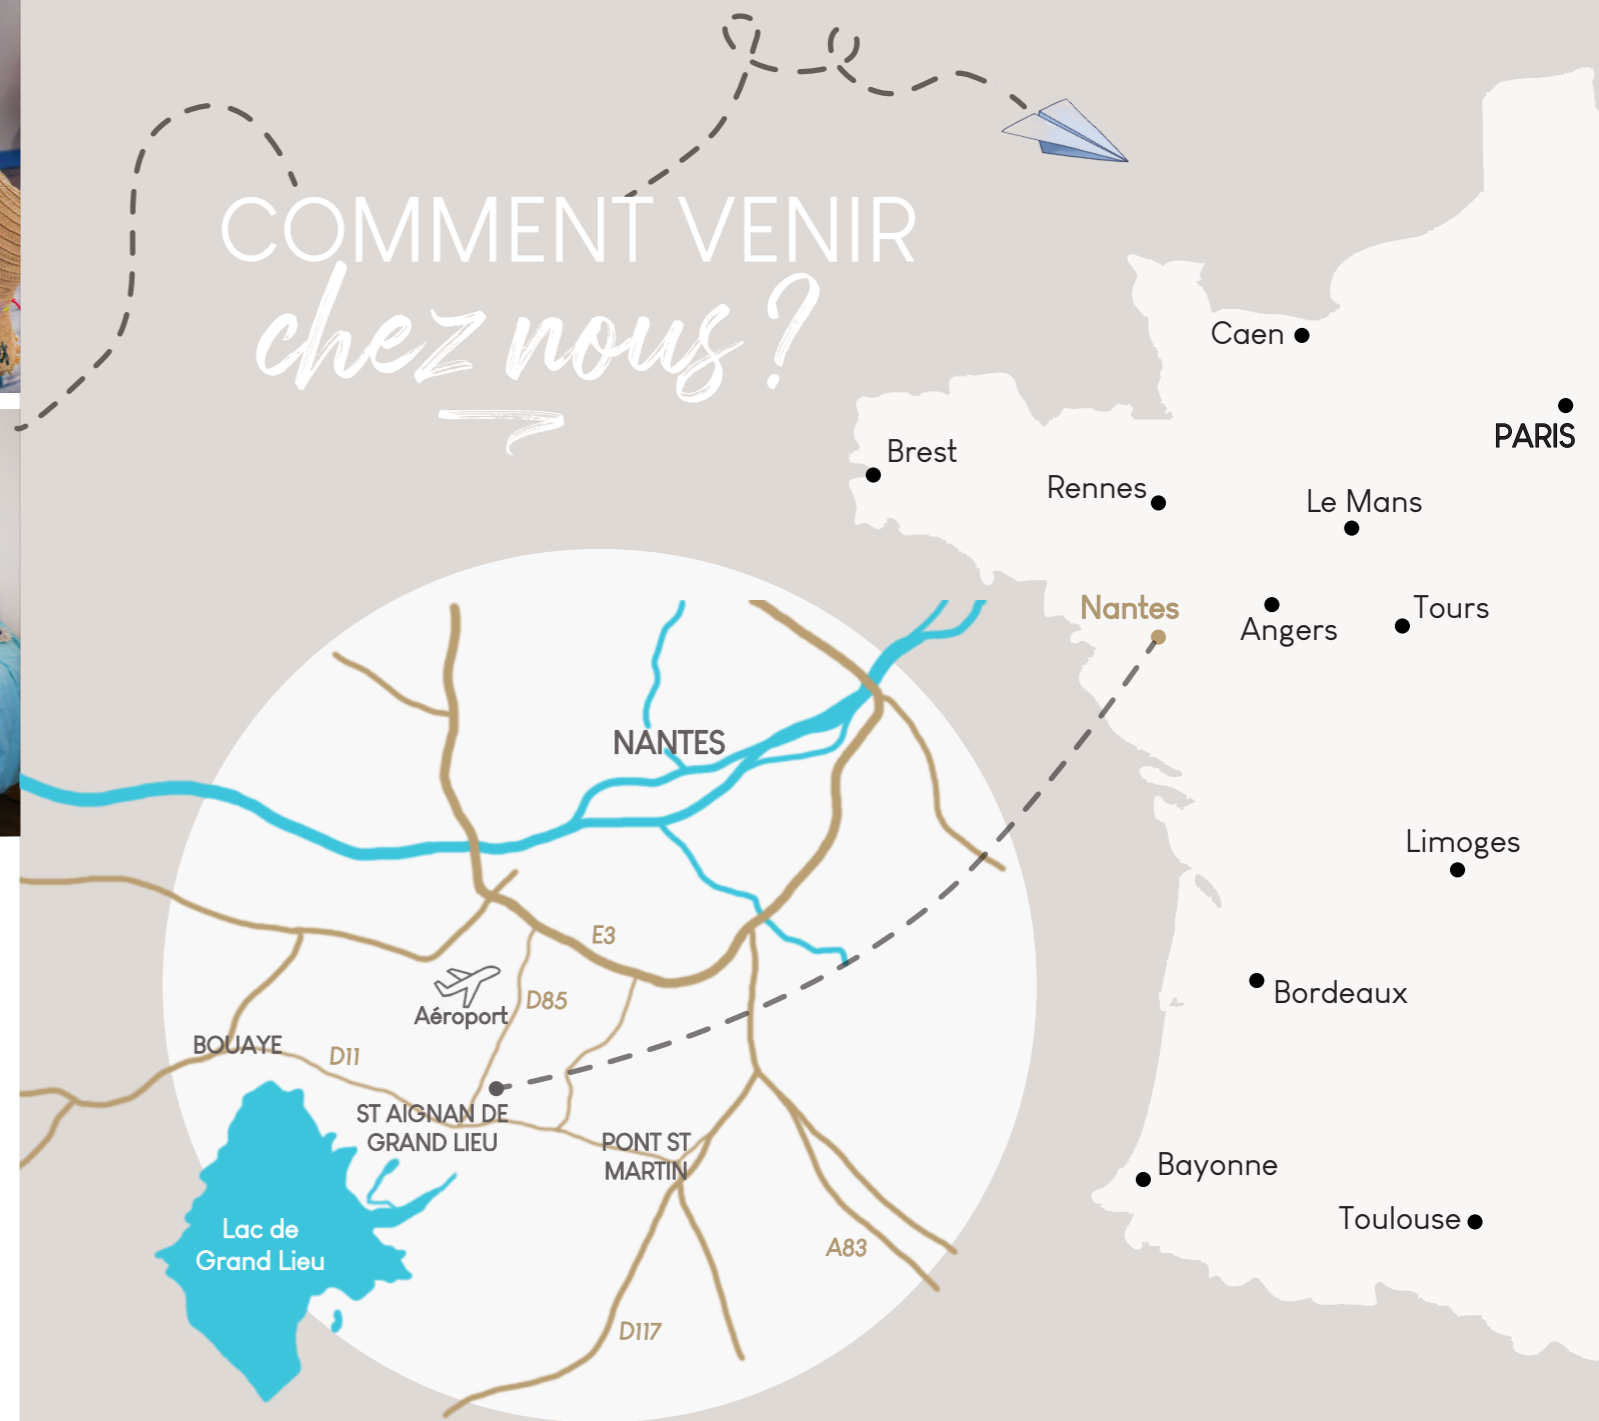 COMMENT VENIR
chez nous ?
Caen
PARIS
Brest
Rennes
Le Mans
Nantes
Angers
Tours
Limoges
Bordeaux
Bayonne
Toulouse
NANTES
E3
Aéroport
D85
BOUAYE
D11
ST AIGNAN DE
GRAND LIEU
PONT ST
MARTIN
Lac de
Grand Lieu
A83
D117